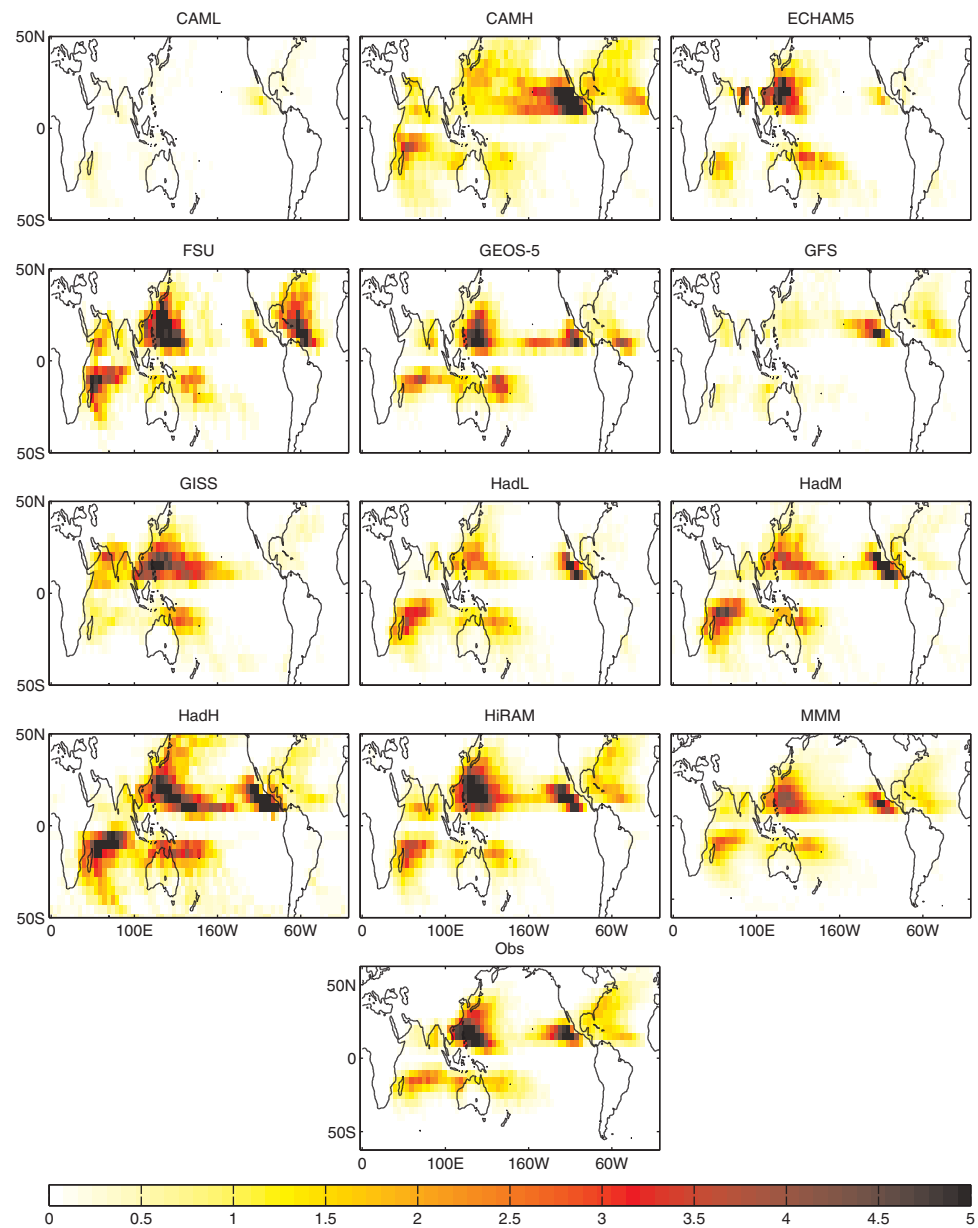 CAML CAMH ECHAM5
50N
0
50S
FSU GEOS-5 GFS
50N
0
50S
GISS HadL HadM
50N
0
50S
HadH HiRAM MMM
50N
0
50S
0 100E 160W 60W 0 100E 160W 60W 0 100E 160W 60W
Obs
50N
0
50S
0 100E 160W 60W
0 0.5 1 1.5 2 2.5 3 3.5 4 4.5 5